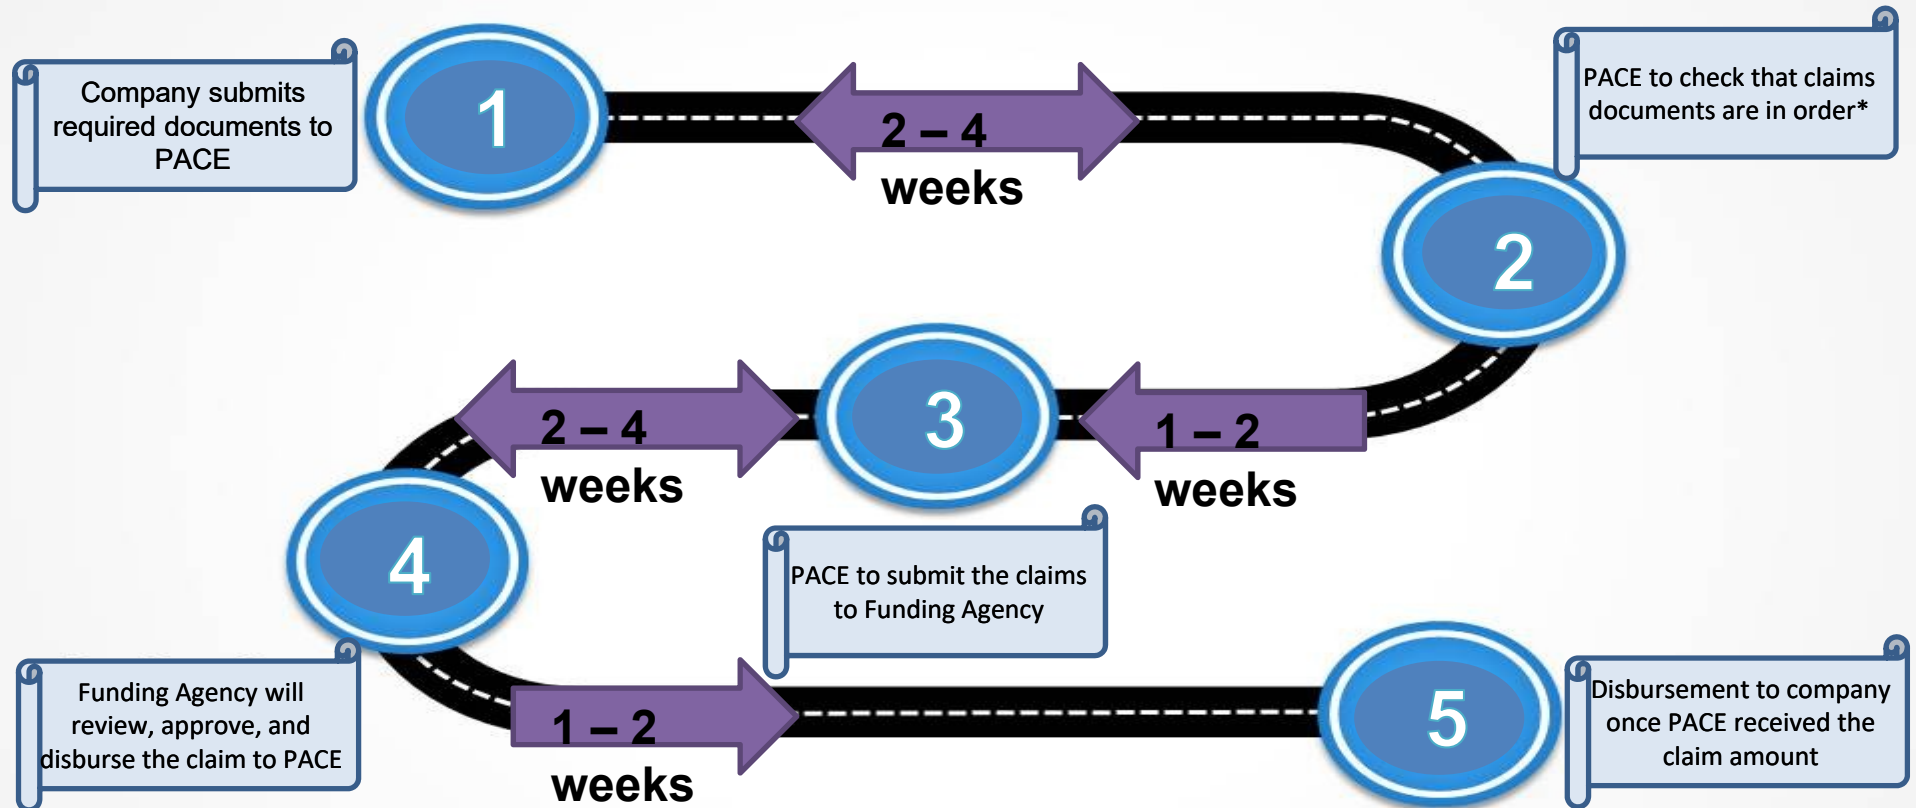 Company submits
required documents to
PACE
1
2 – 4
weeks
PACE to check that claims
documents are in order*
2
1 – 2
weeks
3
PACE to submit the claims
to Funding Agency
2 – 4
weeks
4
Funding Agency will
review, approve, and
disburse the claim to PACE
1 – 2
weeks
5
Disbursement to company
once PACE received the
claim amount